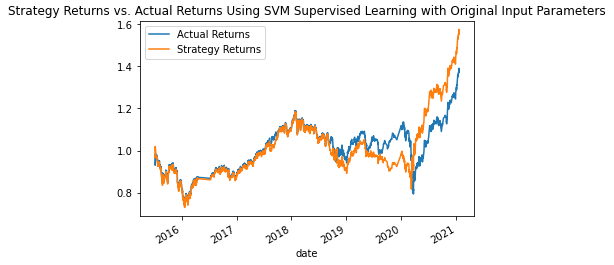 Strategy Returns vs. Actual Returns Using SVM Supervised Learning with Original Input Parameters
1.6
Actual Returns
Strategy Returns
1.4
1.2
1.0
0.8
2016
2017
2018
2019
2020
2021
date